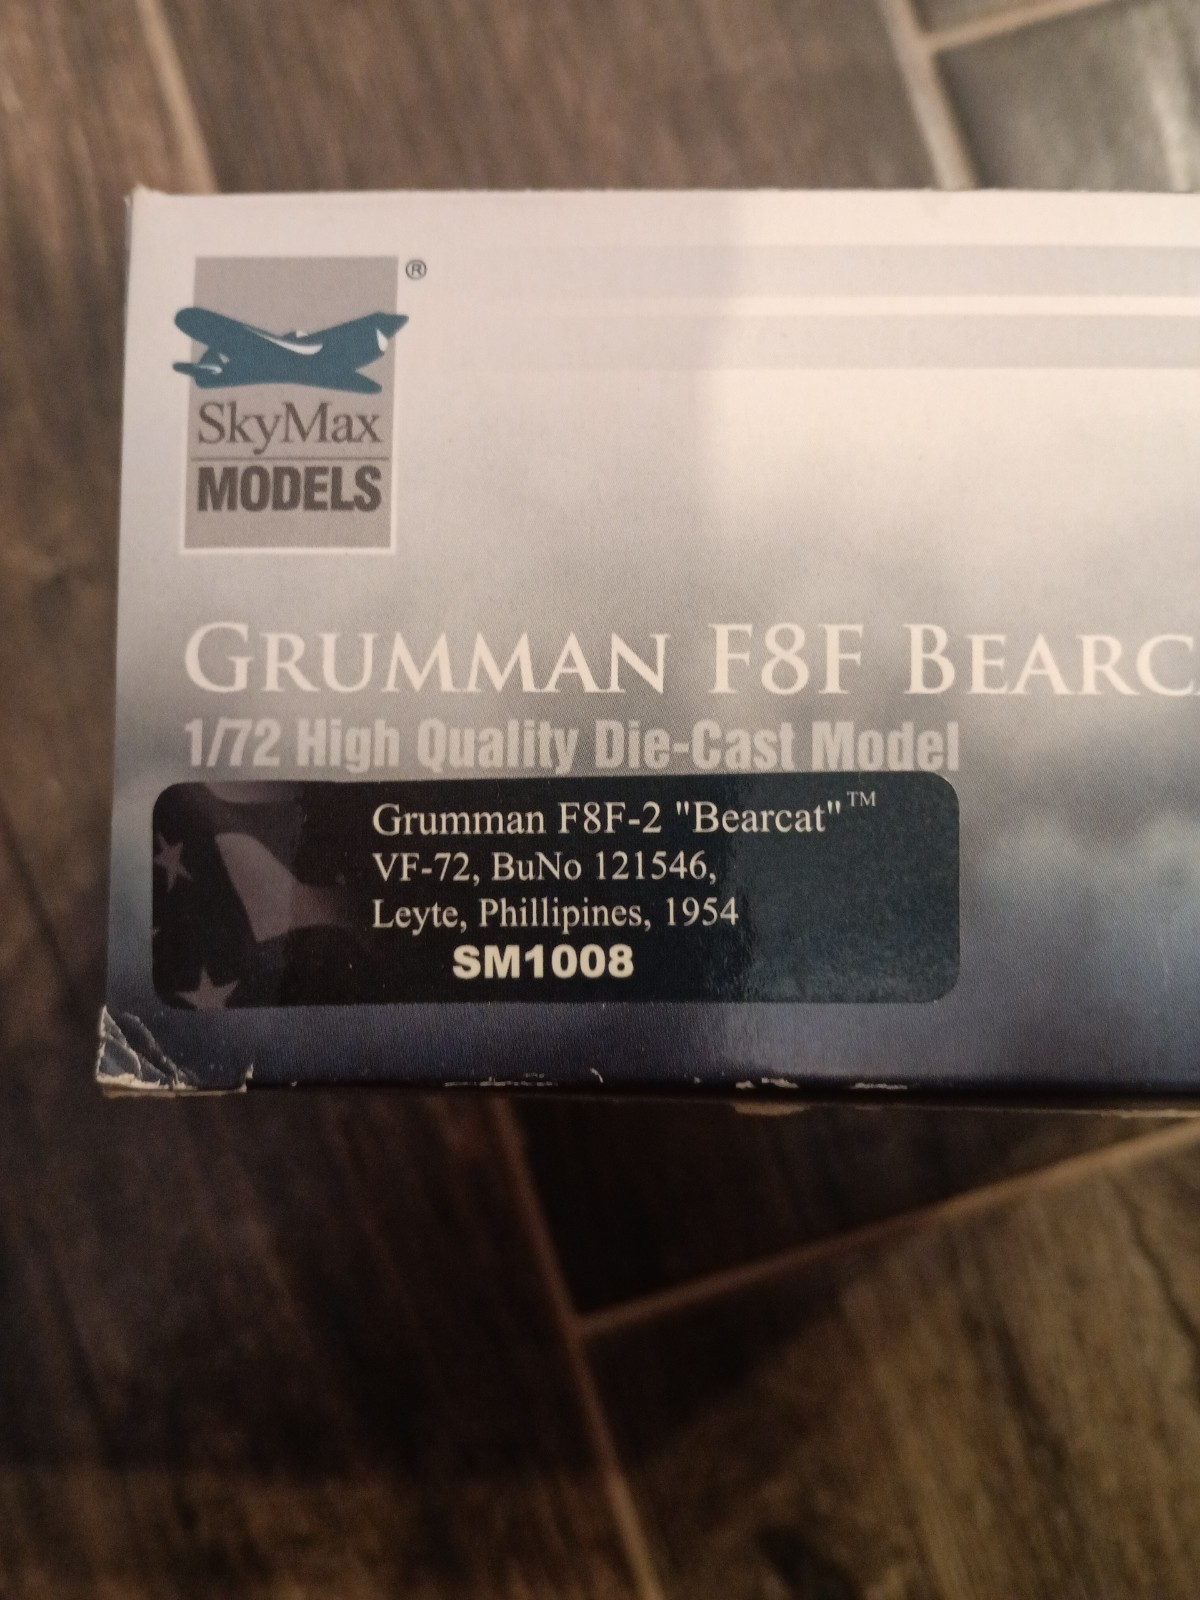 ®
SkyMax
MODELS
GRUMMAN F8F BEARC
1/72 High Quality Die-Cast Model
Grumman F8F-2 "Bearcat"™
VF-72, BuNo 121546,
Leyte, Phillipines, 1954
SM1008